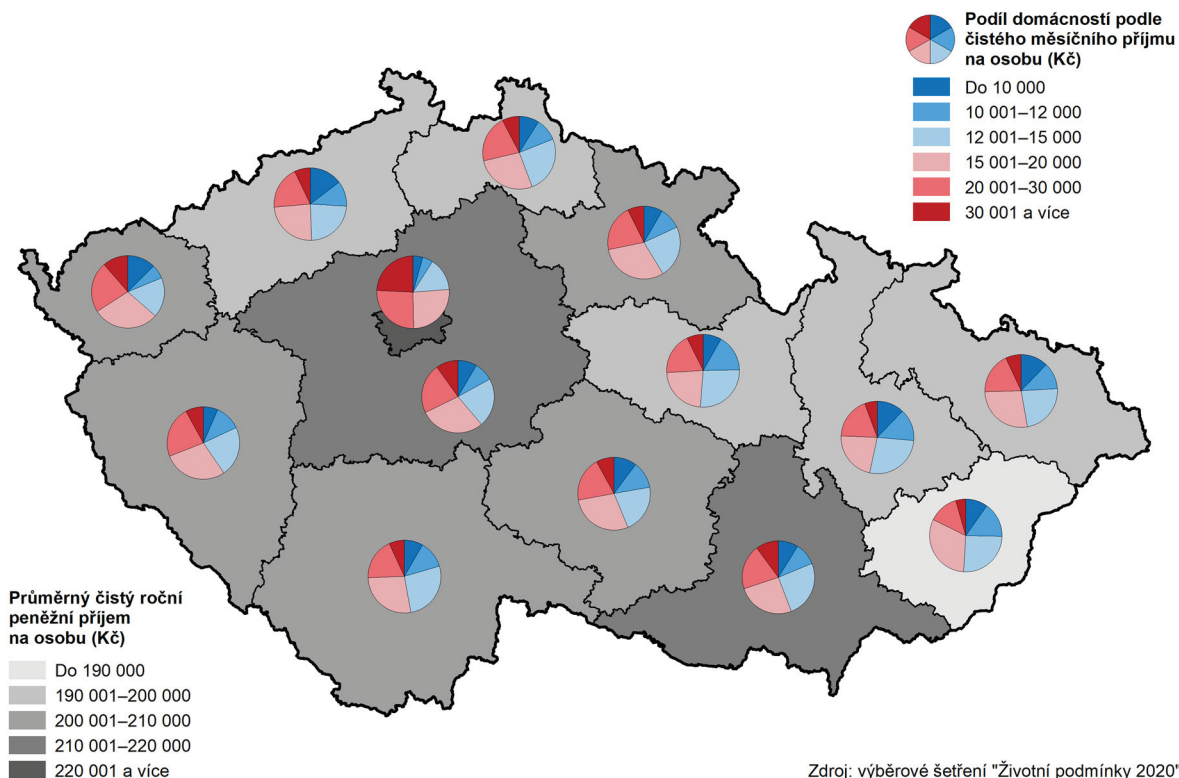 Podíl domácností podle
čistého měsíčního příjmu
na osobu (Kč)
Do 10 000
10 001–12 000
12 001–15 000
15 001–20 000
20 001–30 000
30 001 a více
Průměrný čistý roční
peněžní příjem
na osobu (Kč)
Do 190 000
190 001–200 000
200 001–210 000
210 001–220 000
220 001 a více
Zdroj: výběrové šetření "Životní podmínky 2020"